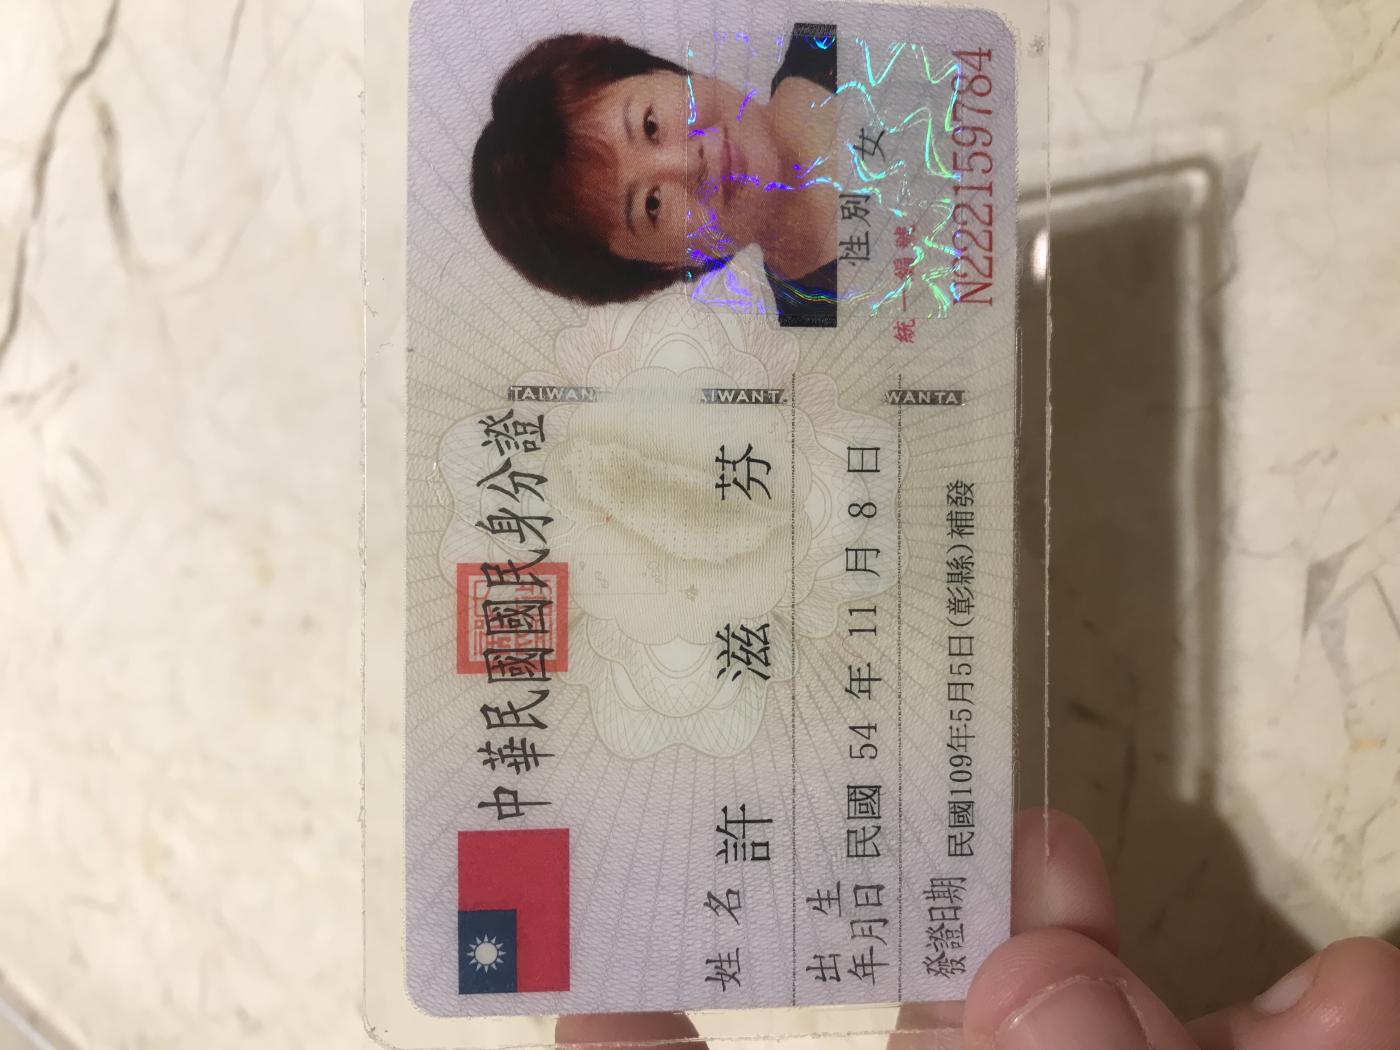 中華民國國民身分證
TAIWAN
AIWANTA
WANTA
姓名 許滋芬
出生年月日 民國 54 年 11 月 8 日
性別 女
發證日期 民國109年5月5日(彰縣)補發
統一編號
N222159784